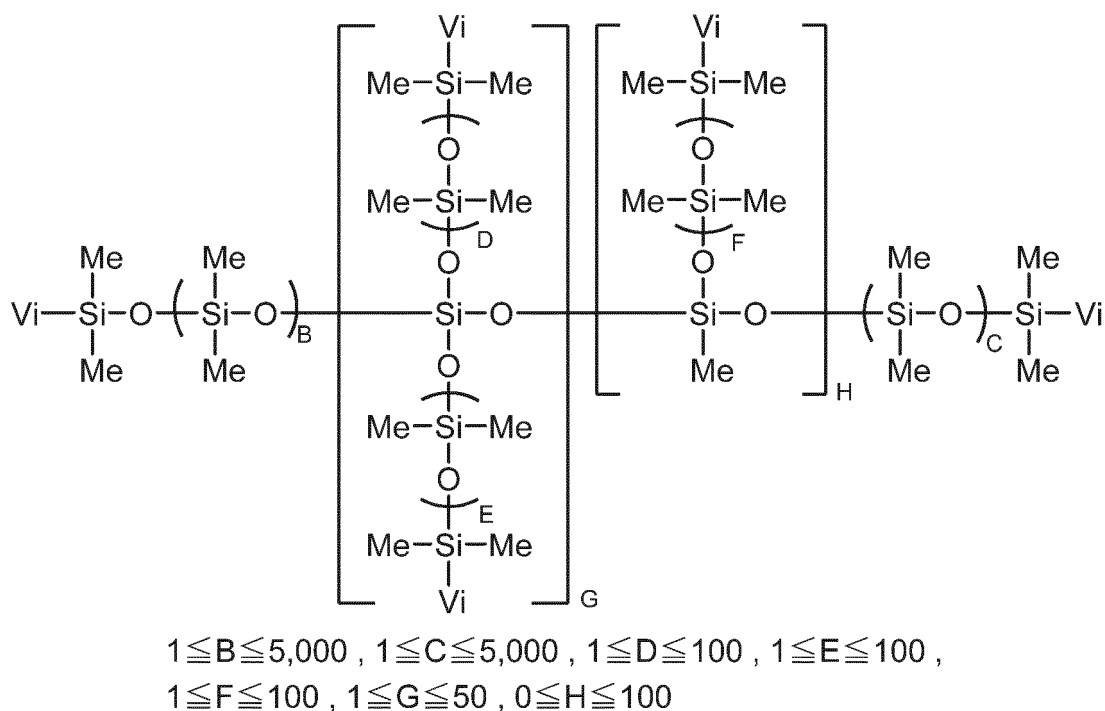 Vi Vi
Me Si Me Me Si Me
O O
Me Si Me Me Si Me
D F
Me Me O O Me Me
Vi Si O Si O B Si O Si O Si O C Si Vi
Me Me O Me Me Me
H
Me Si Me
O
E
Me Si Me
Vi G
1≦B≦5,000 , 1≦C≦5,000 , 1≦D≦100 , 1≦E≦100 ,
1≦F≦100 , 1≦G≦50 , 0≦H≦100